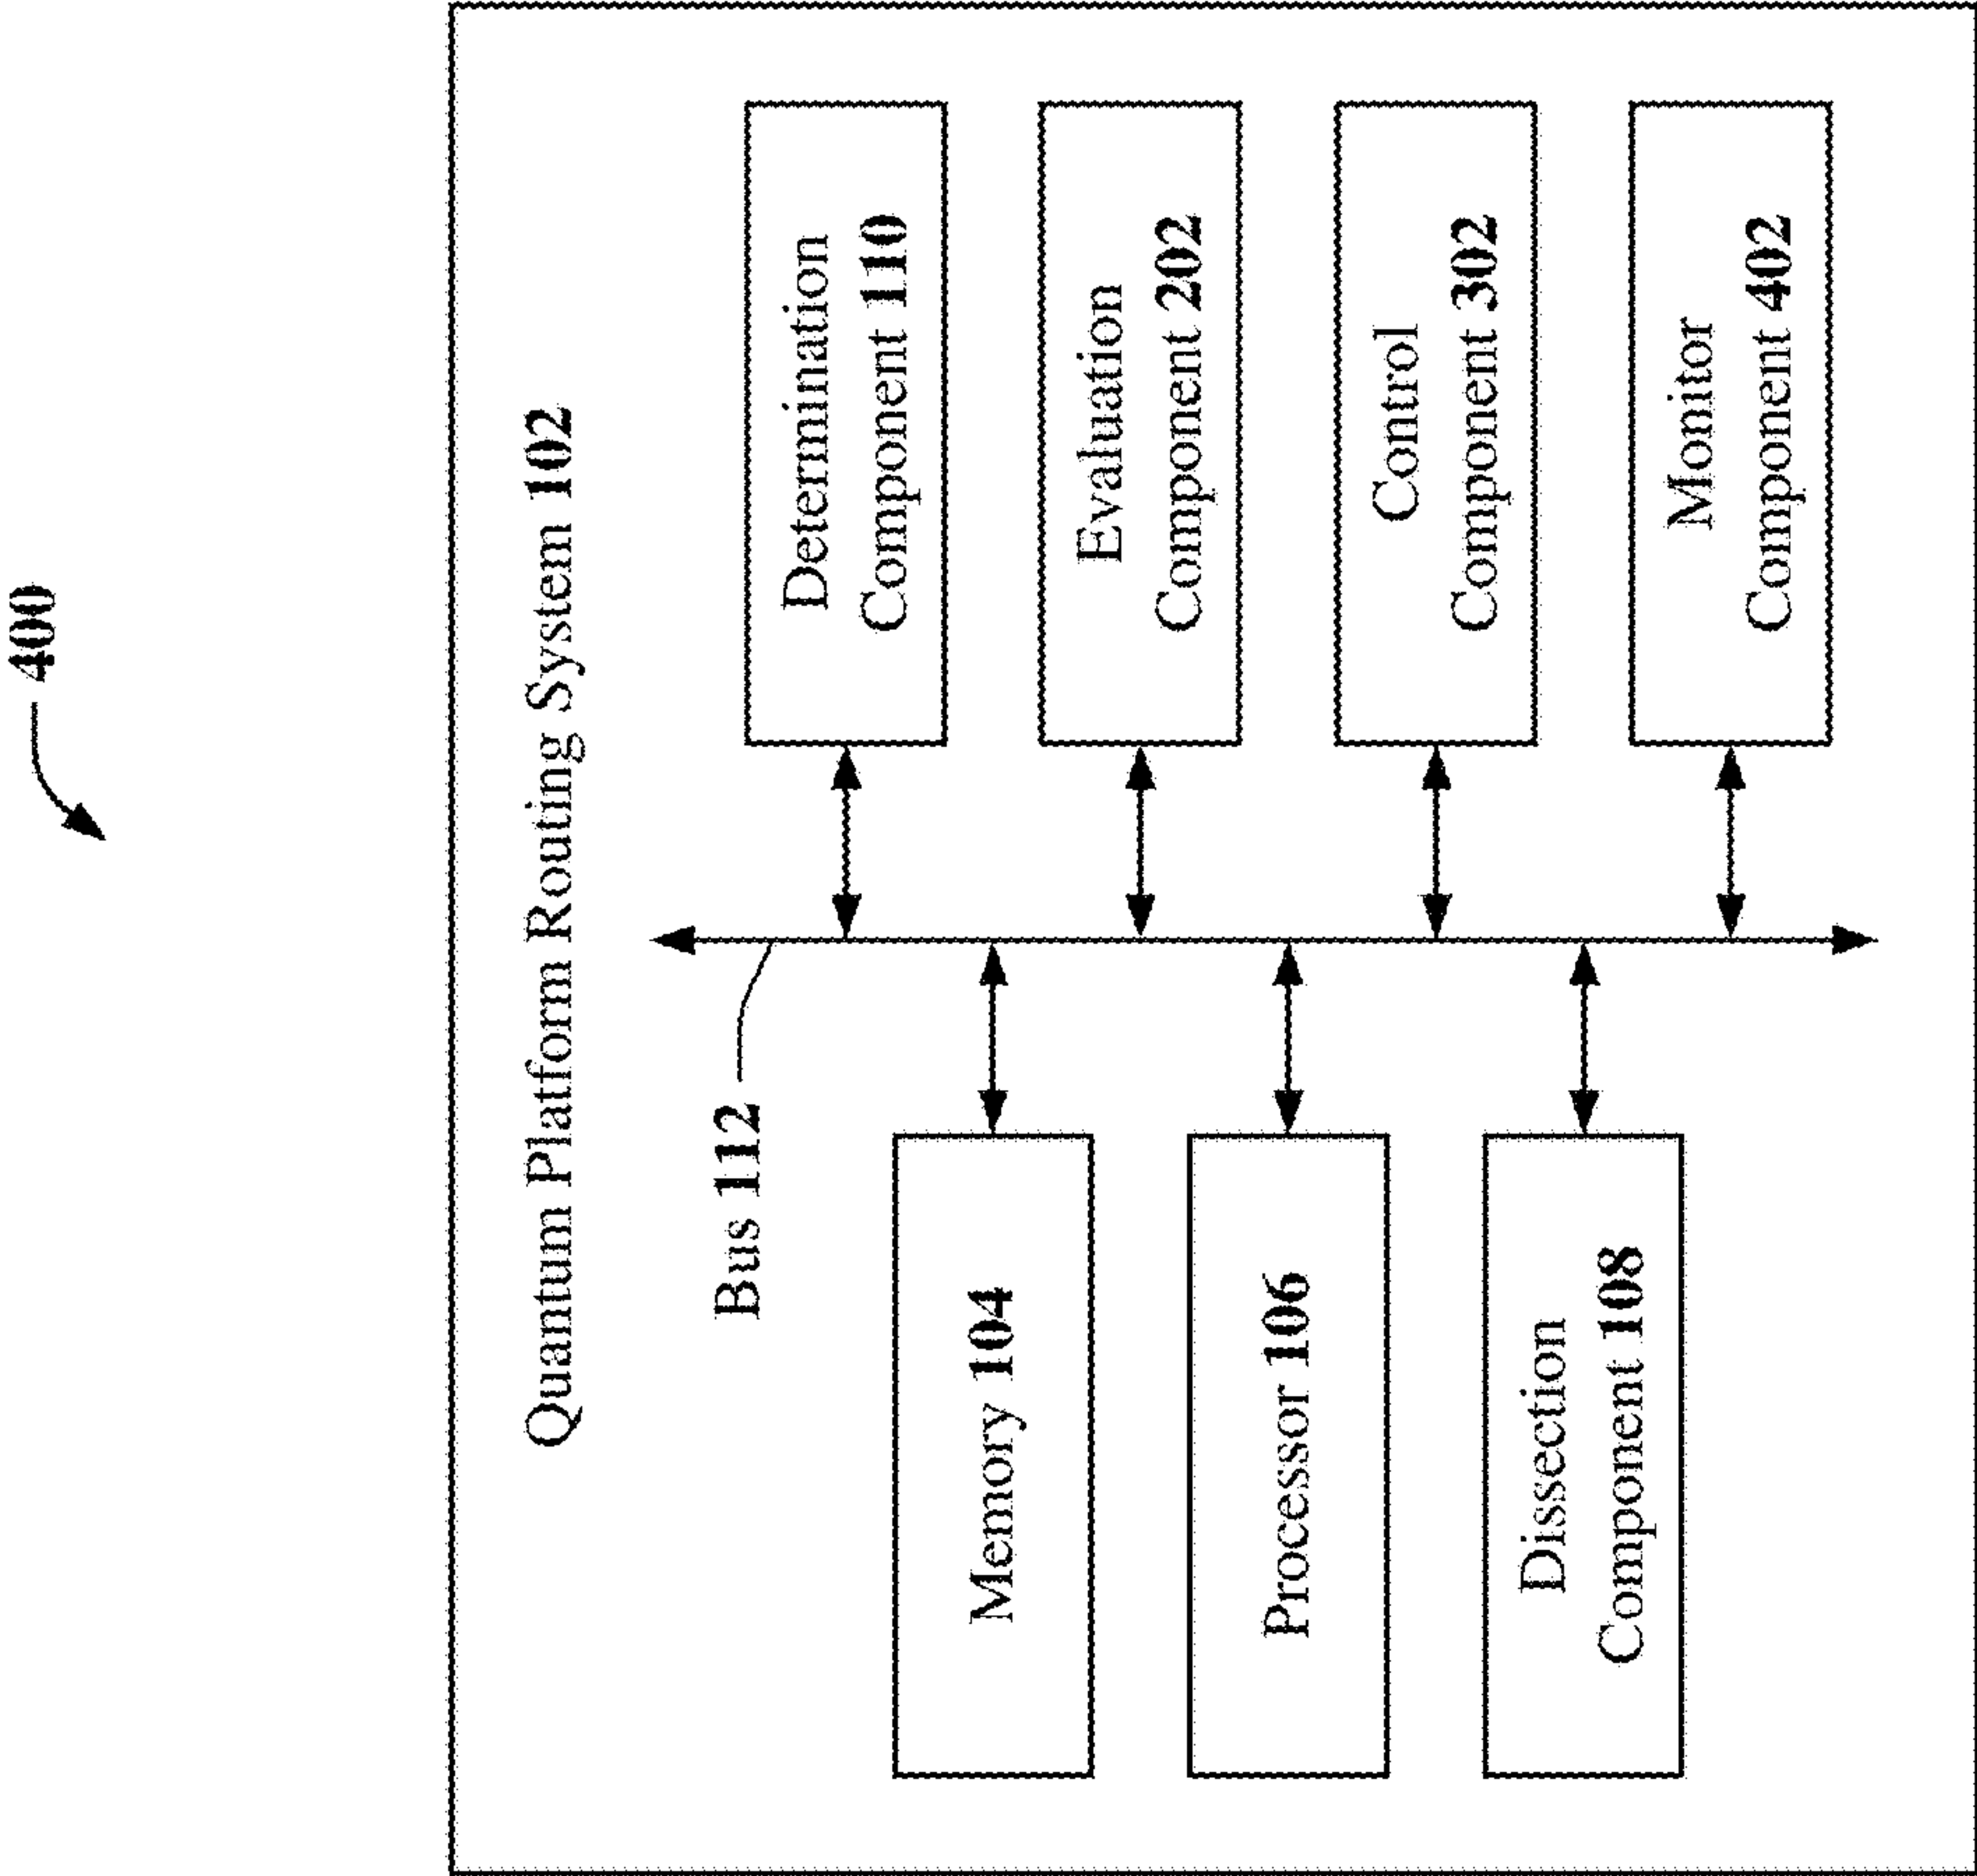 400
Quantum Platform Routing System 102
Bus 112
Memory 104
Processor 106
Dissection
Component 108
Determination
Component 110
Evaluation
Component 202
Control
Component 302
Monitor
Component 402